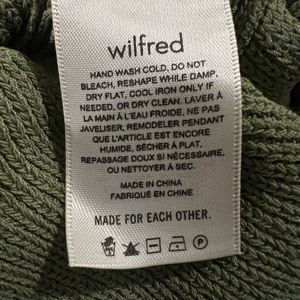 wilfred
HAND WASH COLD, DO NOT
BLEACH, RESHAPE WHILE DAMP,
DRY FLAT, COOL IRON ONLY IF
NEEDED, OR DRY CLEAN. LAVER À
LA MAIN À L'EAU FROIDE, NE PAS
JAVELISER, REMODELER PENDANT
QUE L'ARTICLE EST ENCORE
HUMIDE, SÉCHER À PLAT,
REPASSAGE DOUX SI NÉCESSAIRE,
OU NETTOYER À SEC.
MADE IN CHINA
FABRIQUÉ EN CHINE
MADE FOR EACH OTHER.
P